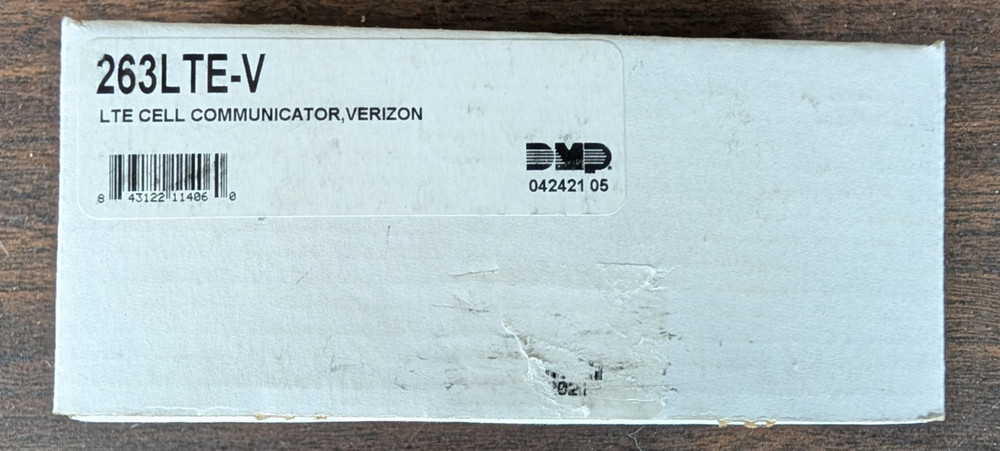 263LTE-V
LTE CELL COMMUNICATOR,VERIZON
DMP
8 43122 11406 0
042421 05